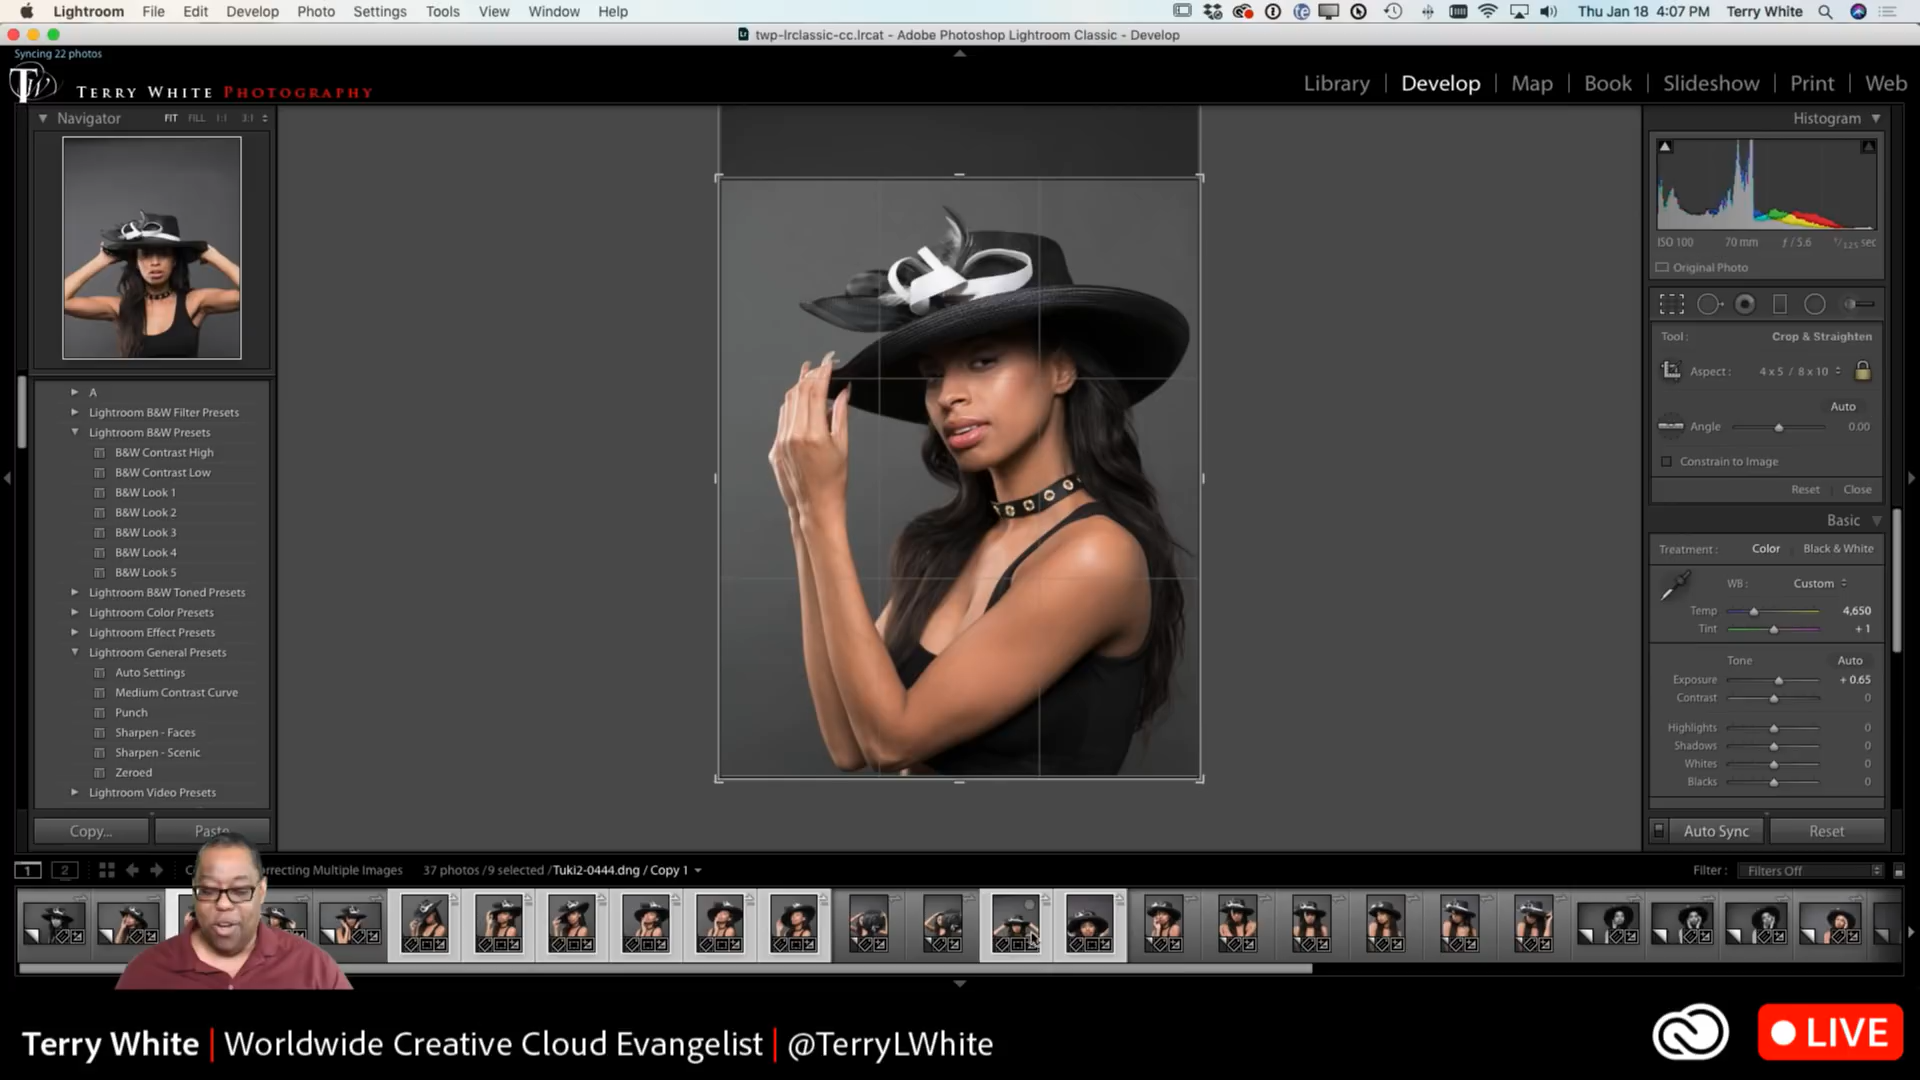 Lightroom File Edit Develop Photo Settings Tools View Window Help
Thu Jan 18 4:07 PM Terry White
twp-lrclassic-cc.lrcat - Adobe Photoshop Lightroom Classic - Develop
Syncing 22 photos
TW TERRY WHITE PHOTOGRAPHY
Library | Develop | Map | Book | Slideshow | Print | Web
Navigator FIT FILL 1:1 3:1
Histogram
ISO 100 70 mm ƒ / 5.6 1/125 sec
Original Photo
Tool : Crop & Straighten
Aspect : 4 x 5 / 8 x 10
Auto
Angle 0.00
Constrain to Image
Reset Close
Basic
Treatment : Color Black & White
WB : Custom
Temp 4,650
Tint + 1
Tone Auto
Exposure + 0.65
Contrast 0
Highlights 0
Shadows 0
Whites 0
Blacks 0
Auto Sync Reset
A
Lightroom B&W Filter Presets
Lightroom B&W Presets
B&W Contrast High
B&W Contrast Low
B&W Look 1
B&W Look 2
B&W Look 3
B&W Look 4
B&W Look 5
Lightroom B&W Toned Presets
Lightroom Color Presets
Lightroom Effect Presets
Lightroom General Presets
Auto Settings
Medium Contrast Curve
Punch
Sharpen - Faces
Sharpen - Scenic
Zeroed
Lightroom Video Presets
Copy... Paste
1 2 Multiple Images 37 photos /9 selected /Tuki2-0444.dng / Copy 1
Filter : Filters Off
Terry White | Worldwide Creative Cloud Evangelist | @TerryLWhite
LIVE